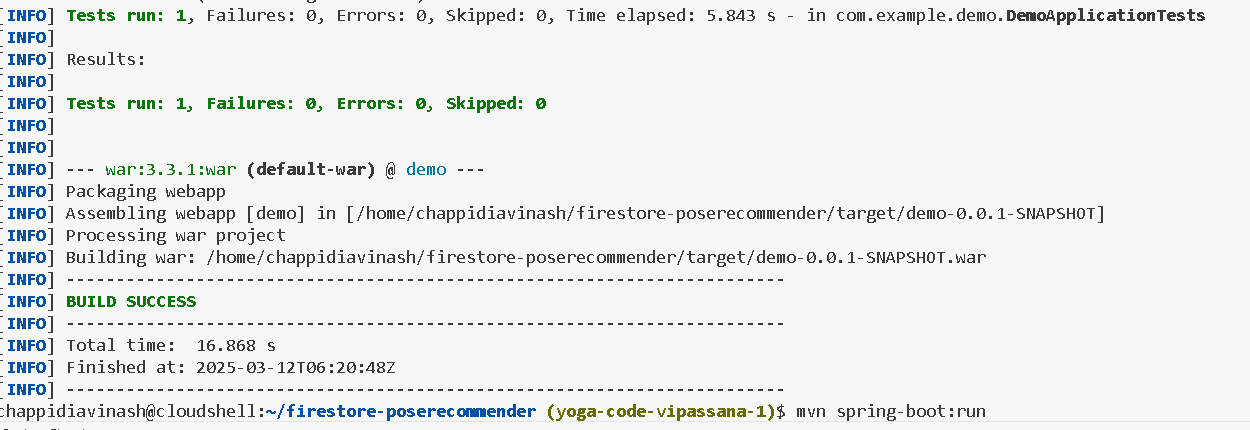 [INFO] Tests run: 1, Failures: 0, Errors: 0, Skipped: 0, Time elapsed: 5.843 s - in com.example.demo.DemoApplicationTests
[INFO]
[INFO] Results:
[INFO]
[INFO] Tests run: 1, Failures: 0, Errors: 0, Skipped: 0
[INFO]
[INFO]
[INFO] --- war:3.3.1:war (default-war) @ demo ---
[INFO] Packaging webapp
[INFO] Assembling webapp [demo] in [/home/chappidiavinash/firestore-poserecommender/target/demo-0.0.1-SNAPSHOT]
[INFO] Processing war project
[INFO] Building war: /home/chappidiavinash/firestore-poserecommender/target/demo-0.0.1-SNAPSHOT.war
[INFO] ------------------------------------------------------------------------
[INFO] BUILD SUCCESS
[INFO] ------------------------------------------------------------------------
[INFO] Total time:  16.868 s
[INFO] Finished at: 2025-03-12T06:20:48Z
[INFO] ------------------------------------------------------------------------
chappidiavinash@cloudshell:~/firestore-poserecommender (yoga-code-vipassana-1)$ mvn spring-boot:run